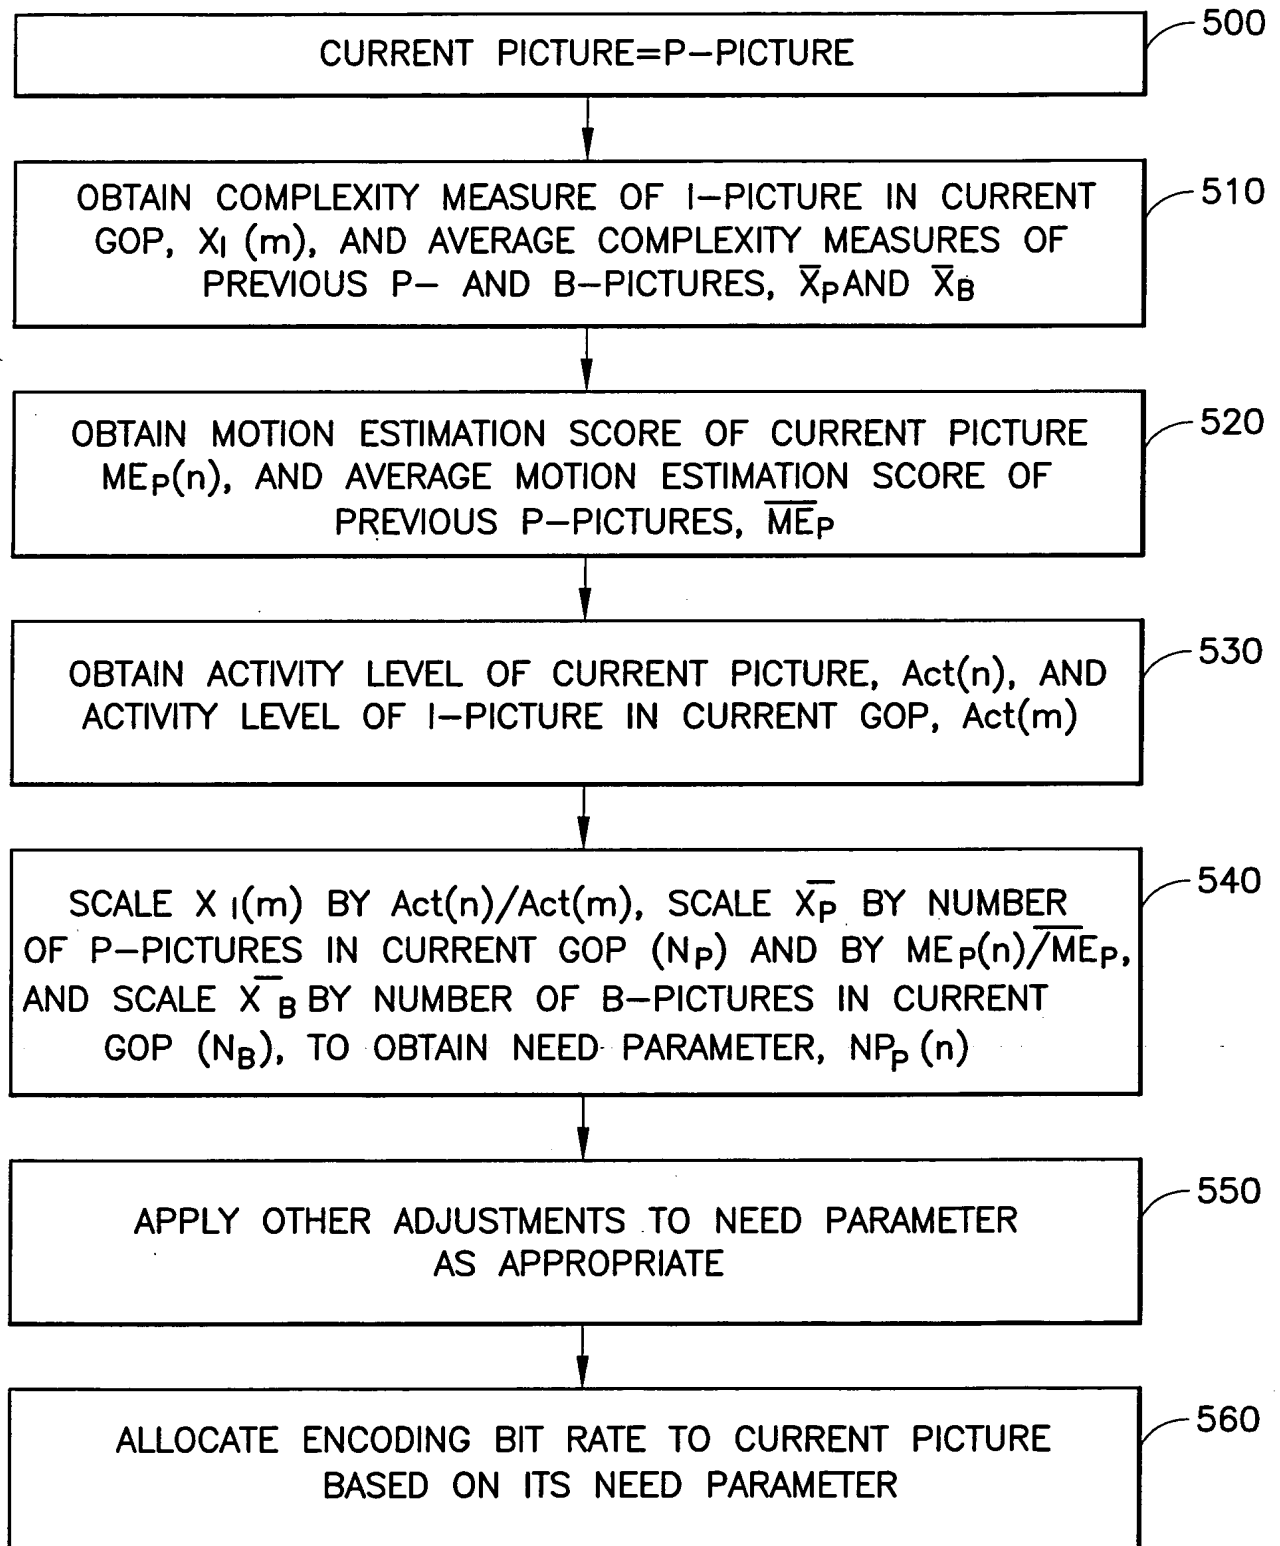 500
CURRENT PICTURE=P-PICTURE
510
OBTAIN COMPLEXITY MEASURE OF I-PICTURE IN CURRENT
GOP, XI (m), AND AVERAGE COMPLEXITY MEASURES OF
PREVIOUS P- AND B-PICTURES, X̅P AND X̅B
520
OBTAIN MOTION ESTIMATION SCORE OF CURRENT PICTURE
MEP(n), AND AVERAGE MOTION ESTIMATION SCORE OF
PREVIOUS P-PICTURES, M̅E̅P
530
OBTAIN ACTIVITY LEVEL OF CURRENT PICTURE, Act(n), AND
ACTIVITY LEVEL OF I-PICTURE IN CURRENT GOP, Act(m)
540
SCALE XI(m) BY Act(n)/Act(m), SCALE X̅P BY NUMBER
OF P-PICTURES IN CURRENT GOP (NP) AND BY MEP(n)/M̅E̅P,
AND SCALE X̅B BY NUMBER OF B-PICTURES IN CURRENT
GOP (NB), TO OBTAIN NEED PARAMETER, NPP (n)
550
APPLY OTHER ADJUSTMENTS TO NEED PARAMETER
AS APPROPRIATE
560
ALLOCATE ENCODING BIT RATE TO CURRENT PICTURE
BASED ON ITS NEED PARAMETER